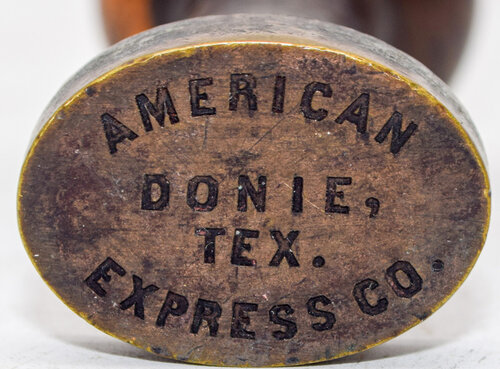 AMERICAN
DONIE,
TEX.
EXPRESS CO.